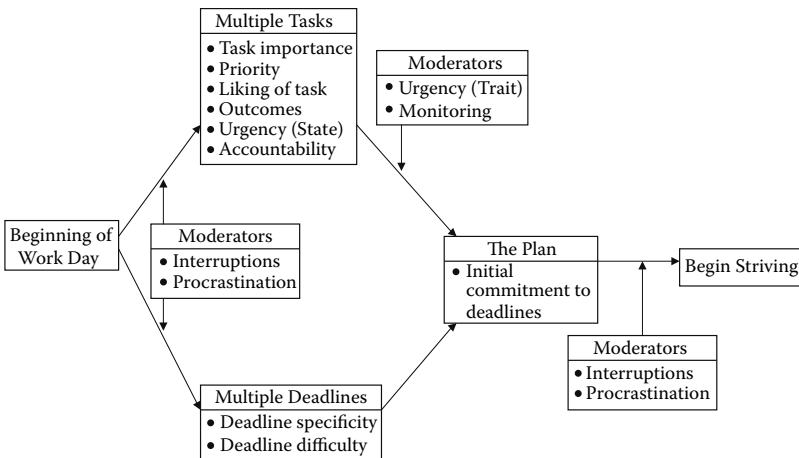 Multiple Tasks
• Task importance
• Priority
• Liking of task
• Outcomes
• Urgency (State)
• Accountability
Moderators
• Urgency (Trait)
• Monitoring
Beginning of
Work Day
Moderators
• Interruptions
• Procrastination
The Plan
• Initial
commitment to
deadlines
Begin Striving
Moderators
• Interruptions
• Procrastination
Multiple Deadlines
• Deadline specificity
• Deadline difficulty